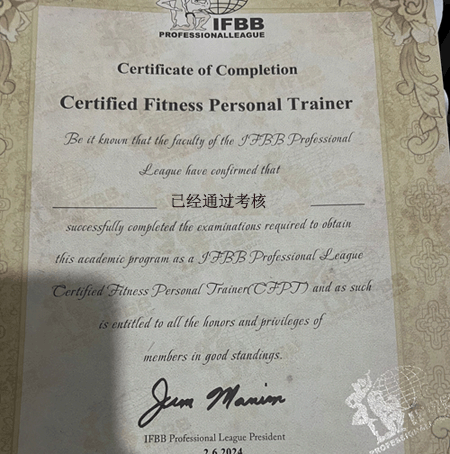 IFBB
PROFESSIONALLEAGUE
Certificate of Completion
Certified Fitness Personal Trainer
Be it known that the faculty of the IFBB Professional
League have confirmed that
已经通过考核
successfully completed the examinations required to obtain
this academic program as a IFBB Professional League
Certified Fitness Personal Trainer(CFPT) and as such
is entitled to all the honors and privileges of
members in good standings.
Jum Manim
IFBB Professional League President
2.6.2024